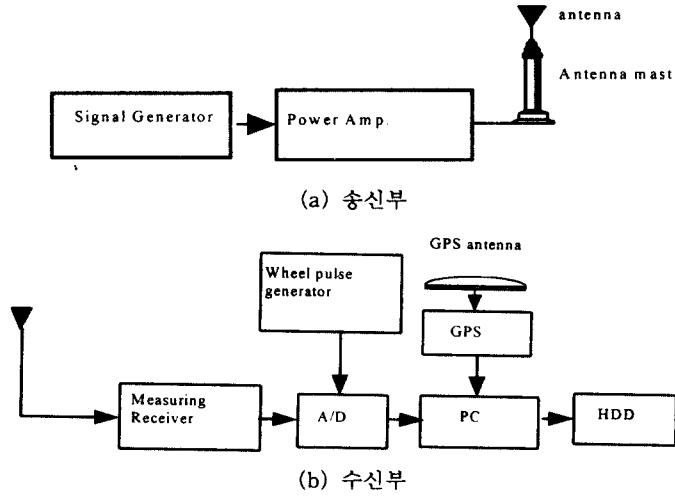 antenna
Antenna mast
Signal Generator
Power Amp.
(a) 송신부
Wheel pulse
generator
GPS antenna
GPS
Measuring
Receiver
A/D
PC
HDD
(b) 수신부